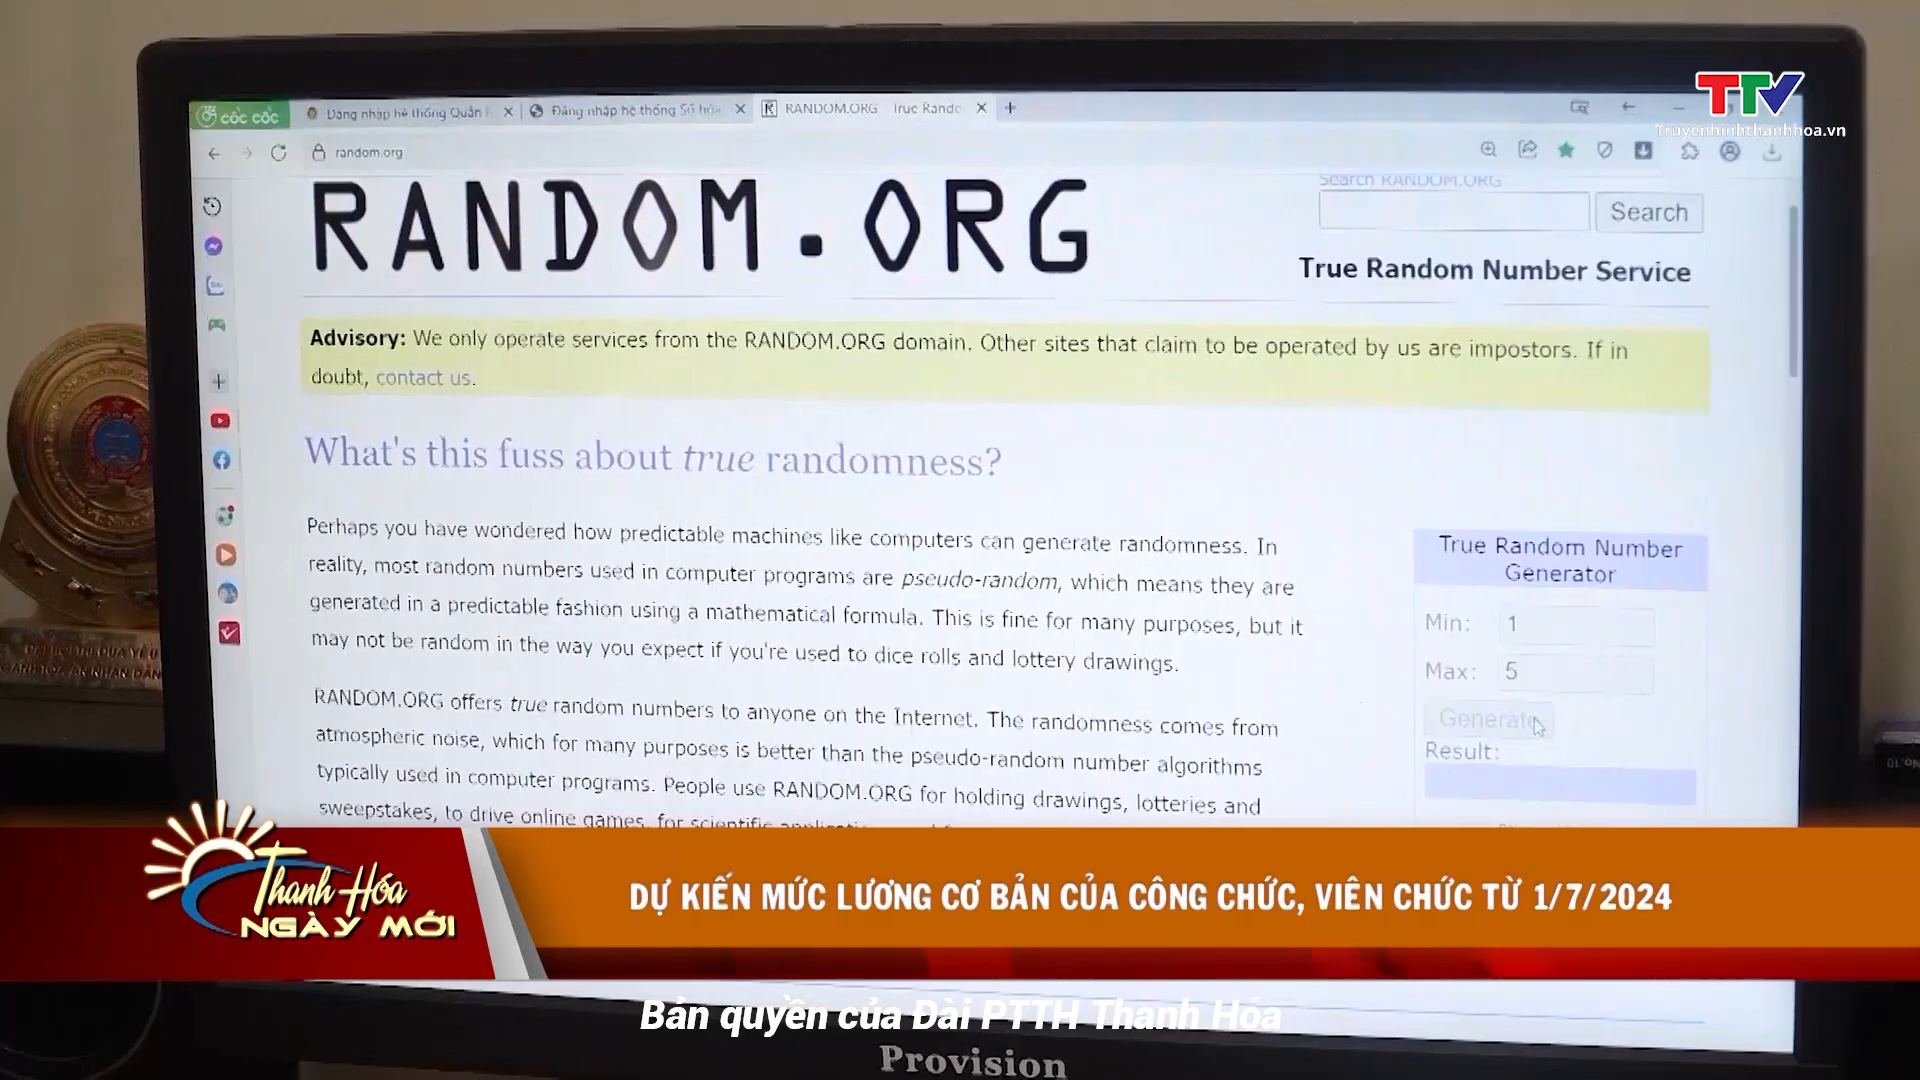 TTV
Truyenhinhthanhhoa.vn
cốc cốc
Đăng nhập hệ thống Quản
Đăng nhập hệ thống Số hóa
RANDOM.ORG True Rando
random.org
RANDOM.ORG
Search RANDOM.ORG
Search
True Random Number Service
Advisory: We only operate services from the RANDOM.ORG domain. Other sites that claim to be operated by us are impostors. If in
doubt, contact us.
What's this fuss about true randomness?
Perhaps you have wondered how predictable machines like computers can generate randomness. In
reality, most random numbers used in computer programs are pseudo-random, which means they are
generated in a predictable fashion using a mathematical formula. This is fine for many purposes, but it
may not be random in the way you expect if you're used to dice rolls and lottery drawings.
RANDOM.ORG offers true random numbers to anyone on the Internet. The randomness comes from
atmospheric noise, which for many purposes is better than the pseudo-random number algorithms
typically used in computer programs. People use RANDOM.ORG for holding drawings, lotteries and
sweepstakes, to drive online games, for scientific
True Random Number
Generator
Min: 1
Max: 5
Generate
Result:
Thanh Hóa
NGÀY MỚI
DỰ KIẾN MỨC LƯƠNG CƠ BẢN CỦA CÔNG CHỨC, VIÊN CHỨC TỪ 1/7/2024
Bản quyền của Đài PTTH Thanh Hóa
Provision